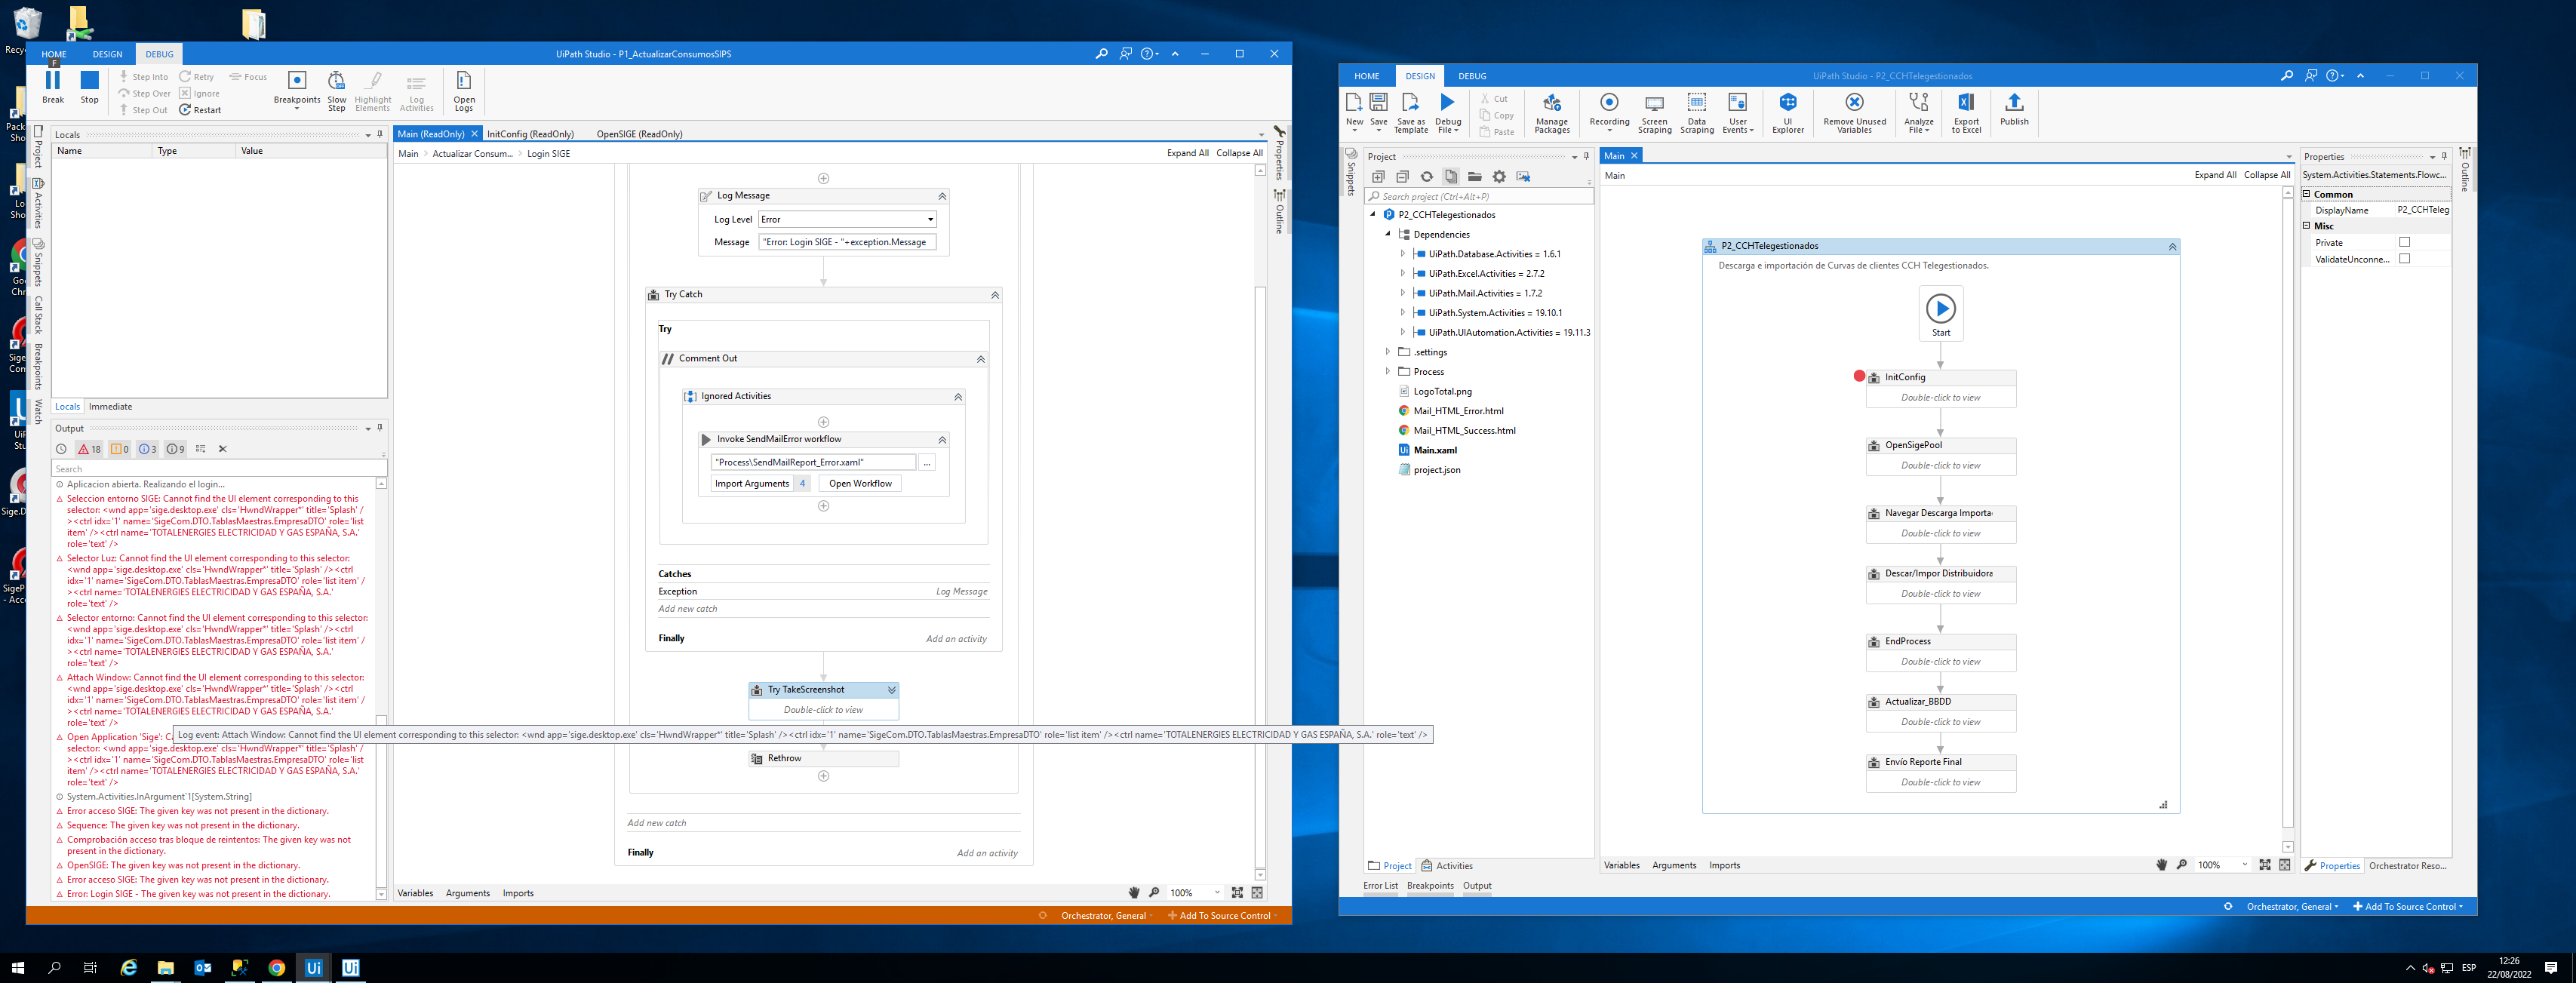 Recyc
Pack
Sho
Lo
Sho
Goo
Chr
Sige
Com
UiP
Stu
Sige.D
SigeP
- Acce
HOME
DESIGN
DEBUG
UiPath Studio - P1_ActualizarConsumosSIPS
F
Break
Stop
Step Into
Step Over
Step Out
Retry
Ignore
Restart
Focus
Breakpoints
Slow
Step
Highlight
Elements
Log
Activities
Open
Logs
Project
Activities
Snippets
Call Stack
Breakpoints
Watch
Locals
Name
Type
Value
Locals
Immediate
Output
18
0
3
9
Search
Aplicacion abierta. Realizando el login...
Seleccion entorno SIGE: Cannot find the UI element corresponding to this
selector: <wnd app='sige.desktop.exe' cls='HwndWrapper*' title='Splash' /
><ctrl idx='1' name='SigeCom.DTO.TablasMaestras.EmpresaDTO' role='list
item' /><ctrl name='TOTALENERGIES ELECTRICIDAD Y GAS ESPAÑA, S.A.'
role='text' />
Selector Luz: Cannot find the UI element corresponding to this selector:
<wnd app='sige.desktop.exe' cls='HwndWrapper*' title='Splash' /><ctrl
idx='1' name='SigeCom.DTO.TablasMaestras.EmpresaDTO' role='list item' /
><ctrl name='TOTALENERGIES ELECTRICIDAD Y GAS ESPAÑA, S.A.'
role='text' />
Selector entorno: Cannot find the UI element corresponding to this selector:
<wnd app='sige.desktop.exe' cls='HwndWrapper*' title='Splash' /><ctrl
idx='1' name='SigeCom.DTO.TablasMaestras.EmpresaDTO' role='list item' /
><ctrl name='TOTALENERGIES ELECTRICIDAD Y GAS ESPAÑA, S.A.'
role='text' />
Attach Window: Cannot find the UI element corresponding to this selector:
<wnd app='sige.desktop.exe' cls='HwndWrapper*' title='Splash' /><ctrl
idx='1' name='SigeCom.DTO.TablasMaestras.EmpresaDTO' role='list item' /
><ctrl name='TOTALENERGIES ELECTRICIDAD Y GAS ESPAÑA, S.A.'
role='text' />
Open Application 'Sige': C
selector: <wnd app='sige.desktop.exe' cls='HwndWrapper*' title='Splash' /
><ctrl idx='1' name='SigeCom.DTO.TablasMaestras.EmpresaDTO' role='list
item' /><ctrl name='TOTALENERGIES ELECTRICIDAD Y GAS ESPAÑA, S.A.'
role='text' />
System.Activities.InArgument`1[System.String]
Error acceso SIGE: The given key was not present in the dictionary.
Sequence: The given key was not present in the dictionary.
Comprobación acceso tras bloque de reintentos: The given key was not
present in the dictionary.
OpenSIGE: The given key was not present in the dictionary.
Error acceso SIGE: The given key was not present in the dictionary.
Error: Login SIGE - The given key was not present in the dictionary.
Log event: Attach Window: Cannot find the UI element corresponding to this selector: <wnd app='sige.desktop.exe' cls='HwndWrapper*' title='Splash' /><ctrl idx='1' name='SigeCom.DTO.TablasMaestras.EmpresaDTO' role='list item' /><ctrl name='TOTALENERGIES ELECTRICIDAD Y GAS ESPAÑA, S.A.' role='text' />
Main (ReadOnly)
InitConfig (ReadOnly)
OpenSIGE (ReadOnly)
Main > Actualizar Consum... > Login SIGE
Expand All
Collapse All
Log Message
Log Level
Error
Message
"Error: Login SIGE - "+exception.Message
Try Catch
Try
Comment Out
Ignored Activities
Invoke SendMailError workflow
"Process\SendMailReport_Error.xaml"
...
Import Arguments
4
Open Workflow
Catches
Exception
Log Message
Add new catch
Finally
Add an activity
Try TakeScreenshot
Double-click to view
Rethrow
Add new catch
Finally
Add an activity
Variables
Arguments
Imports
100%
Properties
Outline
Orchestrator, General
Add To Source Control
HOME
DESIGN
DEBUG
UiPath Studio - P2_CCHTelegestionados
New
Save
Save as
Template
Debug
File
Cut
Copy
Paste
Manage
Packages
Recording
Screen
Scraping
Data
Scraping
User
Events
UI
Explorer
Remove Unused
Variables
Analyze
File
Export
to Excel
Publish
Snippets
Project
Search project (Ctrl+Alt+P)
P2_CCHTelegestionados
Dependencies
UiPath.Database.Activities = 1.6.1
UiPath.Excel.Activities = 2.7.2
UiPath.Mail.Activities = 1.7.2
UiPath.System.Activities = 19.10.1
UiPath.UIAutomation.Activities = 19.11.3
.settings
Process
LogoTotal.png
Mail_HTML_Error.html
Mail_HTML_Success.html
Main.xaml
project.json
Project
Activities
Error List
Breakpoints
Output
Main
Main
Expand All
Collapse All
P2_CCHTelegestionados
Descarga e importación de Curvas de clientes CCH Telegestionados.
Start
InitConfig
Double-click to view
OpenSigePool
Double-click to view
Navegar Descarga Importa
Double-click to view
Descar/Impor Distribuidora
Double-click to view
EndProcess
Double-click to view
Actualizar_BBDD
Double-click to view
Envío Reporte Final
Double-click to view
Variables
Arguments
Imports
100%
Properties
System.Activities.Statements.Flowc...
Common
DisplayName
P2_CCHTeleg
Misc
Private
ValidateUnconne...
Outline
Properties
Orchestrator Reso...
Orchestrator, General
Add To Source Control
Ui
Ui
ESP
12:26
22/08/2022